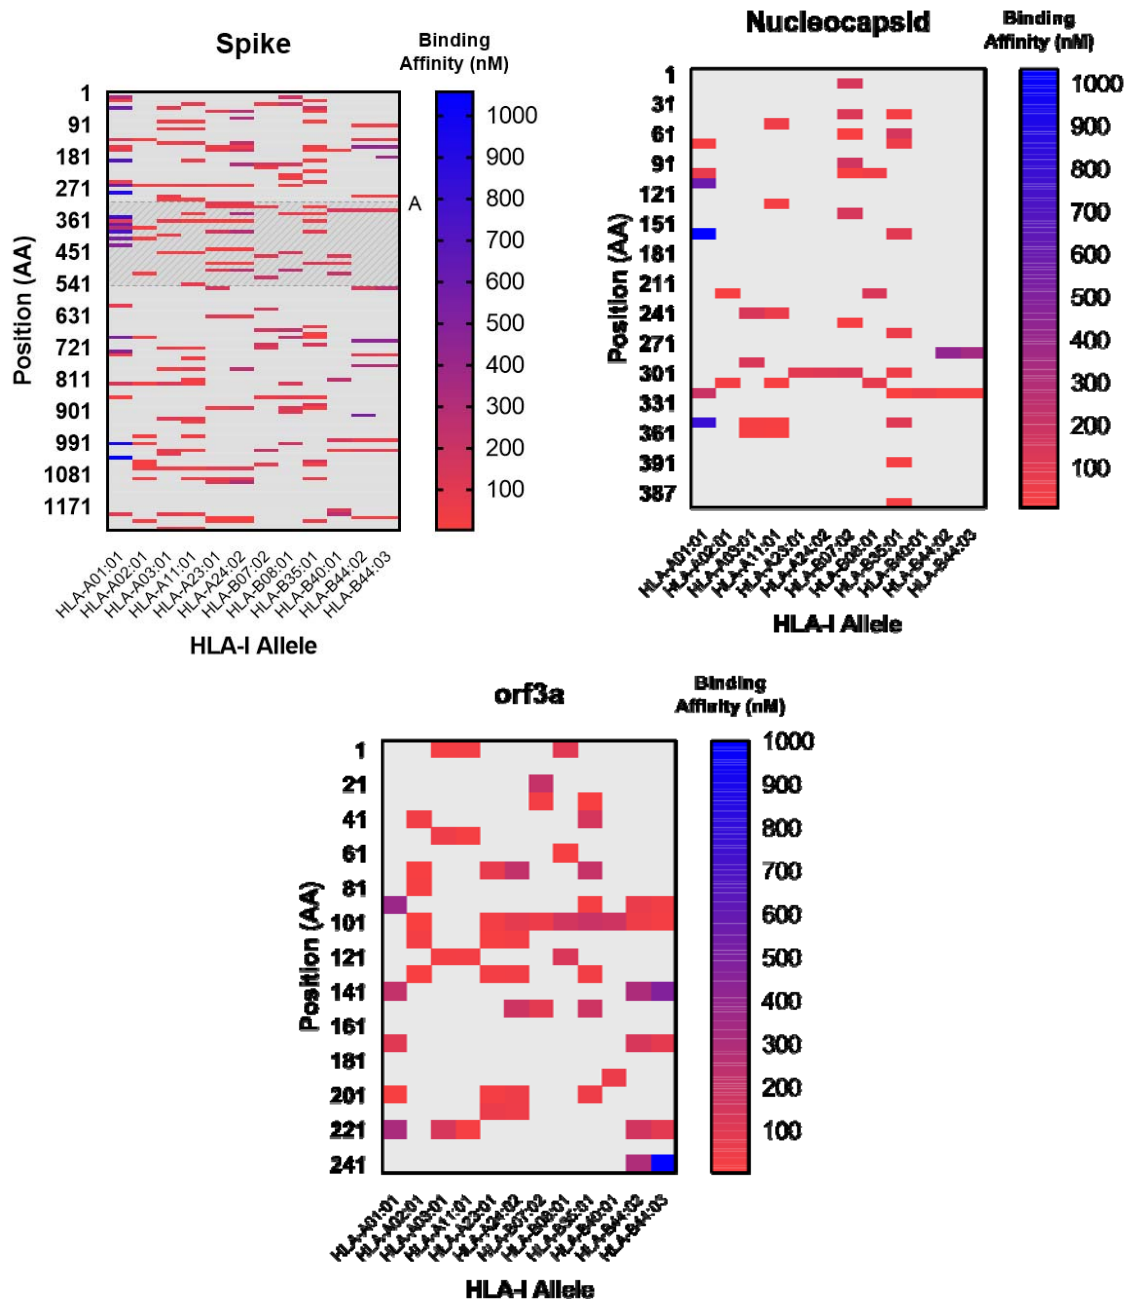 Spike
Binding
Affinity (nM)
1
91
181
271
361
451
541
631
721
811
901
991
1081
1171
Position (AA)
A
1000
900
800
700
600
500
400
300
200
100
HLA-A01:01
HLA-A02:01
HLA-A03:01
HLA-A11:01
HLA-A23:01
HLA-A24:02
HLA-B07:02
HLA-B08:01
HLA-B35:01
HLA-B40:01
HLA-B44:02
HLA-B44:03
HLA-I Allele
Nucleocapsid
Binding
Affinity (nM)
1
31
61
91
121
151
181
211
241
271
301
331
361
391
387
Position (AA)
1000
900
800
700
600
500
400
300
200
100
HLA-A01:01
HLA-A02:01
HLA-A03:01
HLA-A11:01
HLA-A23:01
HLA-A24:02
HLA-B07:02
HLA-B08:01
HLA-B35:01
HLA-B40:01
HLA-B44:02
HLA-B44:03
HLA-I Allele
orf3a
Binding
Affinity (nM)
1
21
41
61
81
101
121
141
161
181
201
221
241
Position (AA)
1000
900
800
700
600
500
400
300
200
100
HLA-A01:01
HLA-A02:01
HLA-A03:01
HLA-A11:01
HLA-A23:01
HLA-A24:02
HLA-B07:02
HLA-B08:01
HLA-B35:01
HLA-B40:01
HLA-B44:02
HLA-B44:03
HLA-I Allele